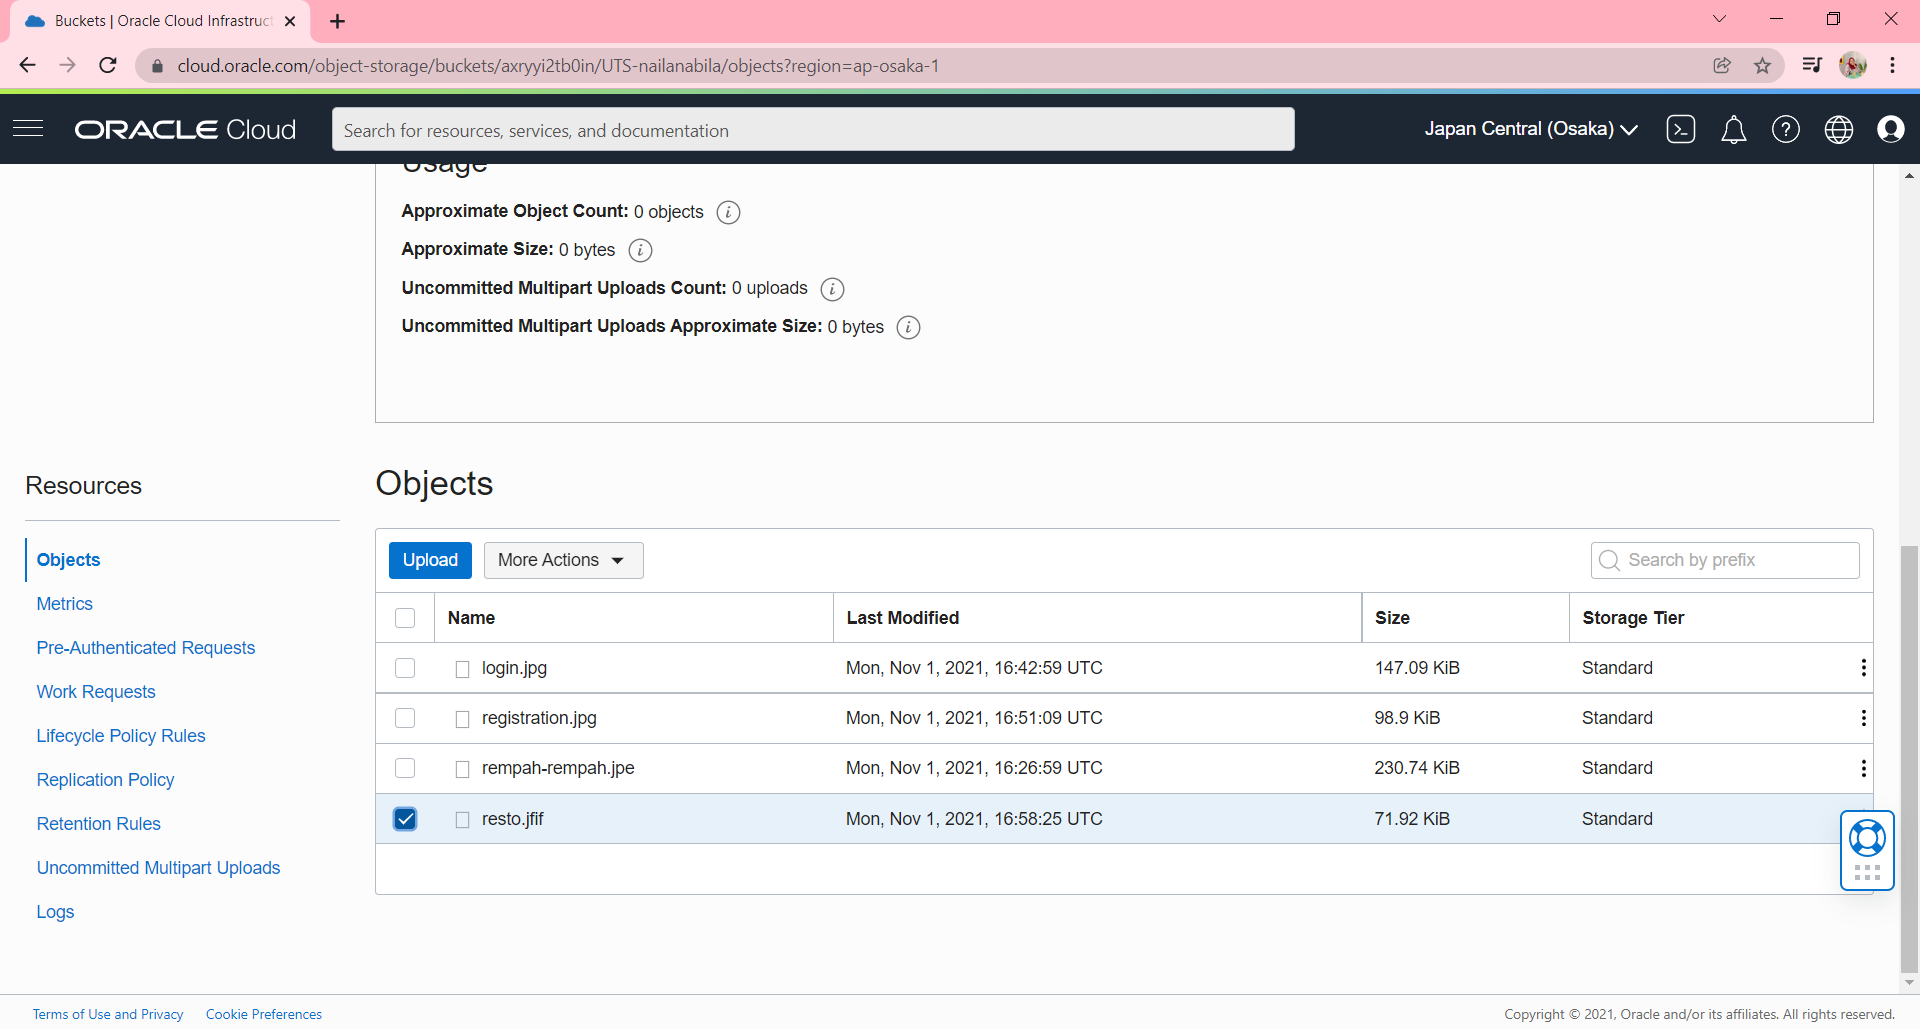 Buckets | Oracle Cloud Infrastruct
cloud.oracle.com/object-storage/buckets/axryyi2tb0in/UTS-nailanabila/objects?region=ap-osaka-1
ORACLE Cloud
Search for resources, services, and documentation
Japan Central (Osaka)
Usage
Approximate Object Count: 0 objects
Approximate Size: 0 bytes
Uncommitted Multipart Uploads Count: 0 uploads
Uncommitted Multipart Uploads Approximate Size: 0 bytes
Resources
Objects
Metrics
Pre-Authenticated Requests
Work Requests
Lifecycle Policy Rules
Replication Policy
Retention Rules
Uncommitted Multipart Uploads
Logs
Objects
Upload More Actions Search by prefix
Name Last Modified Size Storage Tier
login.jpg Mon, Nov 1, 2021, 16:42:59 UTC 147.09 KiB Standard
registration.jpg Mon, Nov 1, 2021, 16:51:09 UTC 98.9 KiB Standard
rempah-rempah.jpe Mon, Nov 1, 2021, 16:26:59 UTC 230.74 KiB Standard
resto.jfif Mon, Nov 1, 2021, 16:58:25 UTC 71.92 KiB Standard
Terms of Use and Privacy Cookie Preferences
Copyright © 2021, Oracle and/or its affiliates. All rights reserved.